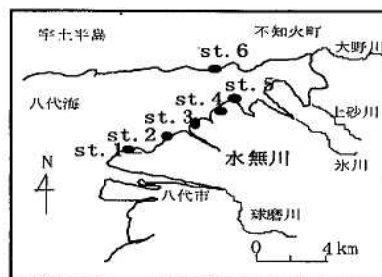 宇土半島
不知火町
大野川
st. 6
八代海
st. 5
st. 4
st. 3
上砂川
st. 2
st. 1
水無川
氷川
N
八代市
球磨川
0 4 km